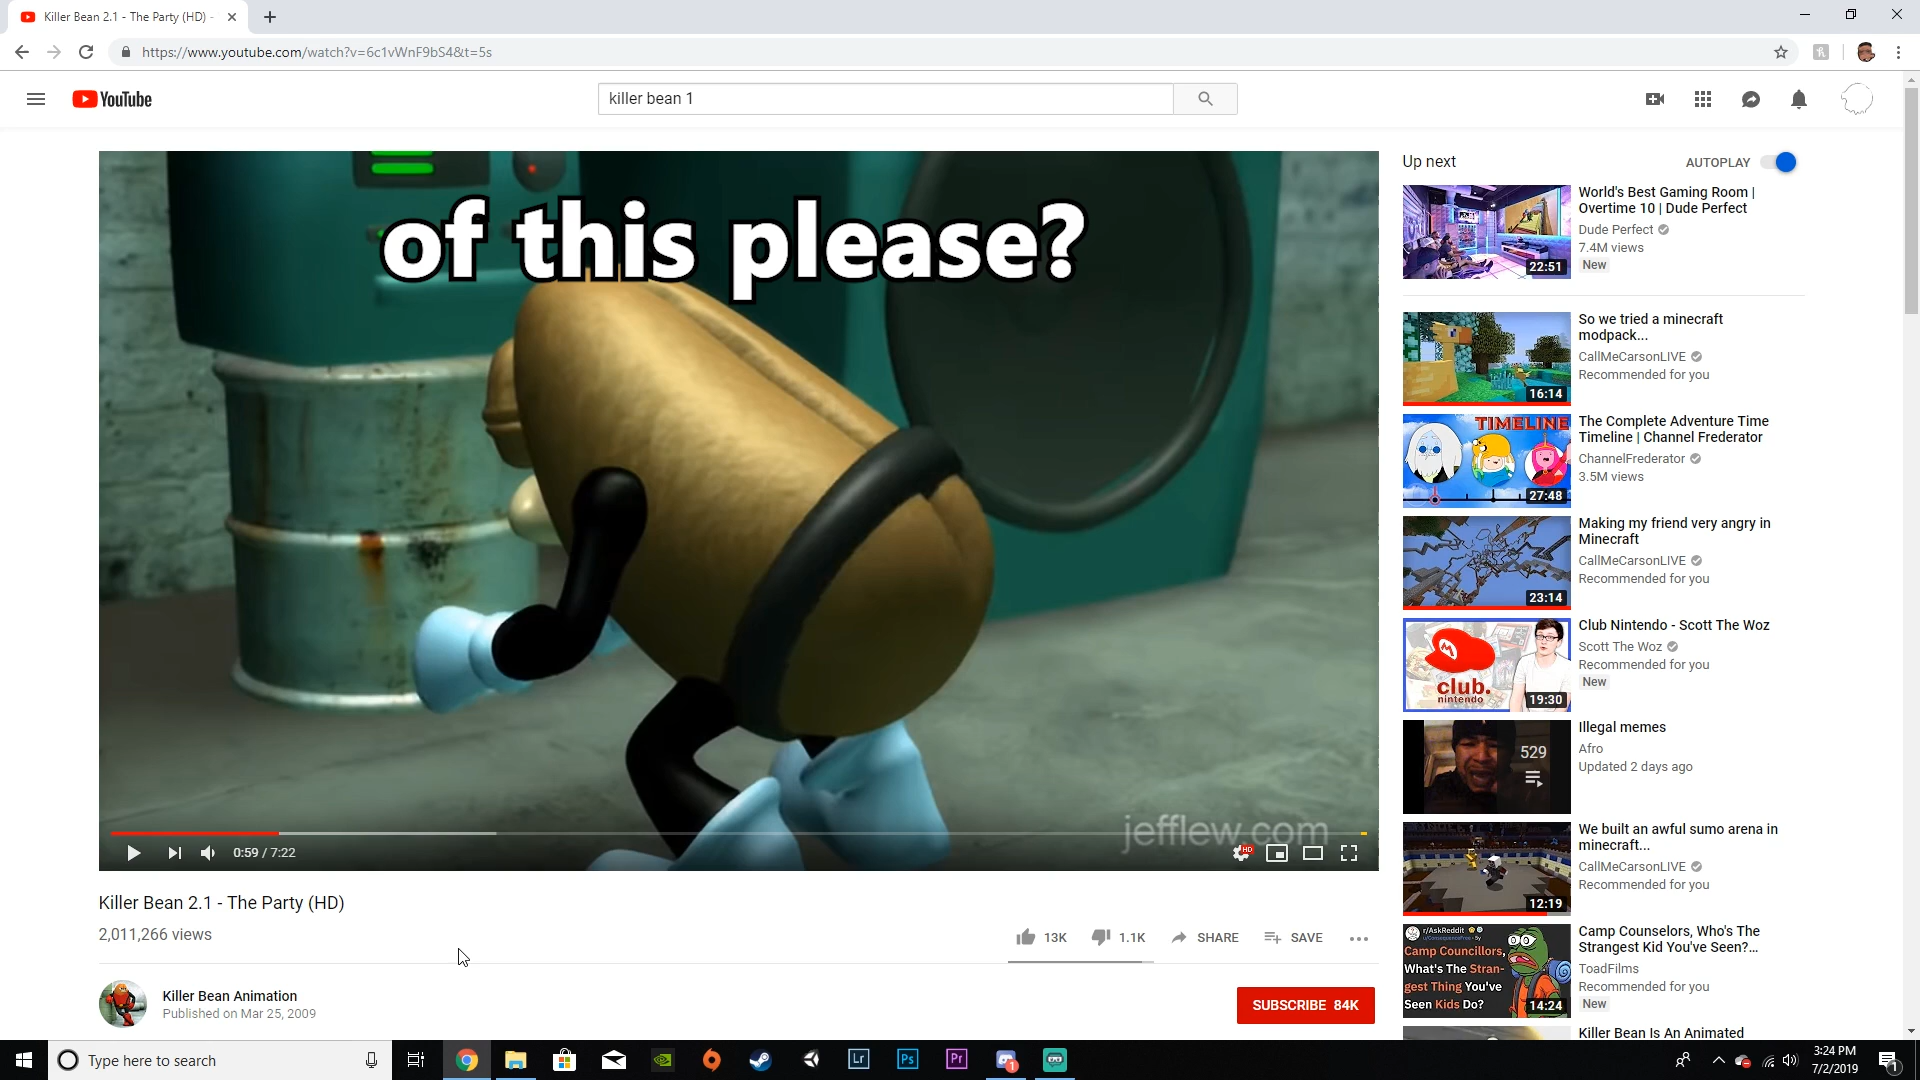 Killer Bean 2.1 - The Party (HD) -
https://www.youtube.com/watch?v=6c1vWnF9bS4&t=5s
YouTube
killer bean 1
of this please?
jefflew.com
0:59 / 7:22
HD
Killer Bean 2.1 - The Party (HD)
2,011,266 views
13K
1.1K
SHARE
SAVE
Killer Bean Animation
Published on Mar 25, 2009
SUBSCRIBE 84K
Up next
AUTOPLAY
22:51
World's Best Gaming Room |
Overtime 10 | Dude Perfect
Dude Perfect
7.4M views
New
16:14
So we tried a minecraft
modpack...
CallMeCarsonLIVE
Recommended for you
TIMELINE
27:48
The Complete Adventure Time
Timeline | Channel Frederator
ChannelFrederator
3.5M views
23:14
Making my friend very angry in
Minecraft
CallMeCarsonLIVE
Recommended for you
M
club.
nintendo
19:30
Club Nintendo - Scott The Woz
Scott The Woz
Recommended for you
New
529
Illegal memes
Afro
Updated 2 days ago
12:19
We built an awful sumo arena in
minecraft...
CallMeCarsonLIVE
Recommended for you
r/AskReddit
Camp Councillors,
What's The Stran-
gest Thing You've
Seen Kids Do?
14:24
Camp Counselors, Who's The
Strangest Kid You've Seen?...
ToadFilms
Recommended for you
New
Killer Bean Is An Animated
Type here to search
Lr
Ps
Pr
1
3:24 PM
7/2/2019
1